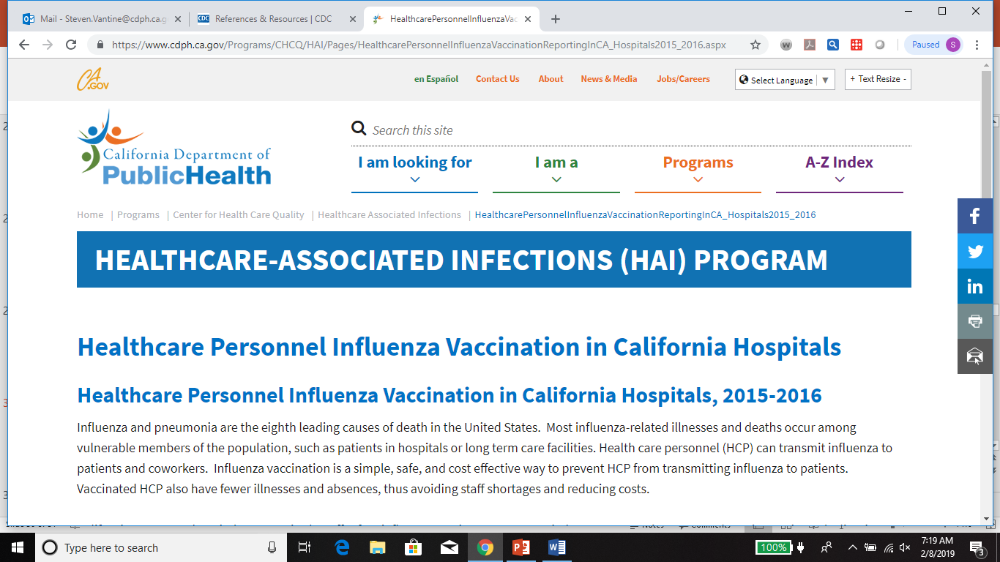 Mail - Steven.Vantine@cdph.ca.g
References & Resources | CDC
HealthcarePersonnelInfluenzaVac
https://www.cdph.ca.gov/Programs/CHCQ/HAI/Pages/HealthcarePersonnelInfluenzaVaccinationReportingInCA_Hospitals2015_2016.aspx
Paused S
CA.GOV
en Español Contact Us About News & Media Jobs/Careers Select Language ▼ + Text Resize -
California Department of
PublicHealth
Search this site
I am looking for I am a Programs A-Z Index
Home | Programs | Center for Health Care Quality | Healthcare Associated Infections | HealthcarePersonnelInfluenzaVaccinationReportingInCA_Hospitals2015_2016
HEALTHCARE-ASSOCIATED INFECTIONS (HAI) PROGRAM
Healthcare Personnel Influenza Vaccination in California Hospitals
Healthcare Personnel Influenza Vaccination in California Hospitals, 2015-2016
Influenza and pneumonia are the eighth leading causes of death in the United States. Most influenza-related illnesses and deaths occur among
vulnerable members of the population, such as patients in hospitals or long term care facilities. Health care personnel (HCP) can transmit influenza to
patients and coworkers. Influenza vaccination is a simple, safe, and cost effective way to prevent HCP from transmitting influenza to patients.
Vaccinated HCP also have fewer illnesses and absences, thus avoiding staff shortages and reducing costs.
Type here to search
100%
7:19 AM
2/8/2019
3